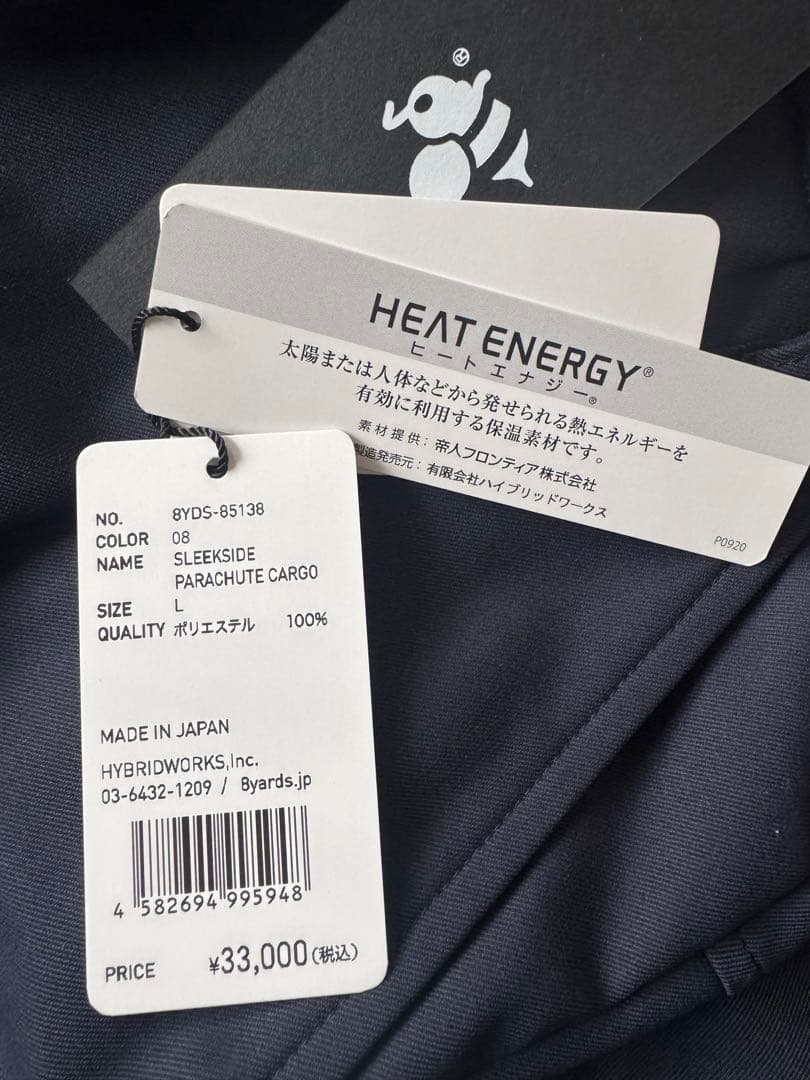 ®
HEAT ENERGY®
ヒートエナジー®
太陽または人体などから発せられる熱エネルギーを
有効に利用する保温素材です。
素材提供：帝人フロンティア株式会社
製造発売元：有限会社ハイブリッドワークス
P0920
NO. 8YDS-85138
COLOR 08
NAME SLEEKSIDE
PARACHUTE CARGO
SIZE L
QUALITY ポリエステル 100%
MADE IN JAPAN
HYBRIDWORKS,Inc.
03-6432-1209 / 8yards.jp
4 582694 995948
PRICE ¥33,000(税込)